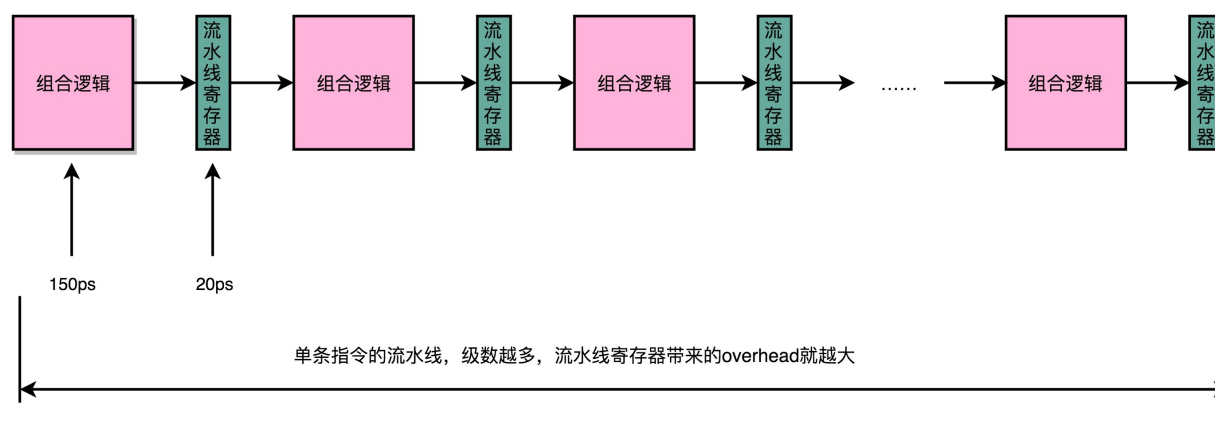 组合逻辑
流水线寄存器
组合逻辑
流水线寄存器
组合逻辑
流水线寄存器
......
组合逻辑
流水线寄存器
150ps
20ps
单条指令的流水线，级数越多，流水线寄存器带来的overhead就越大